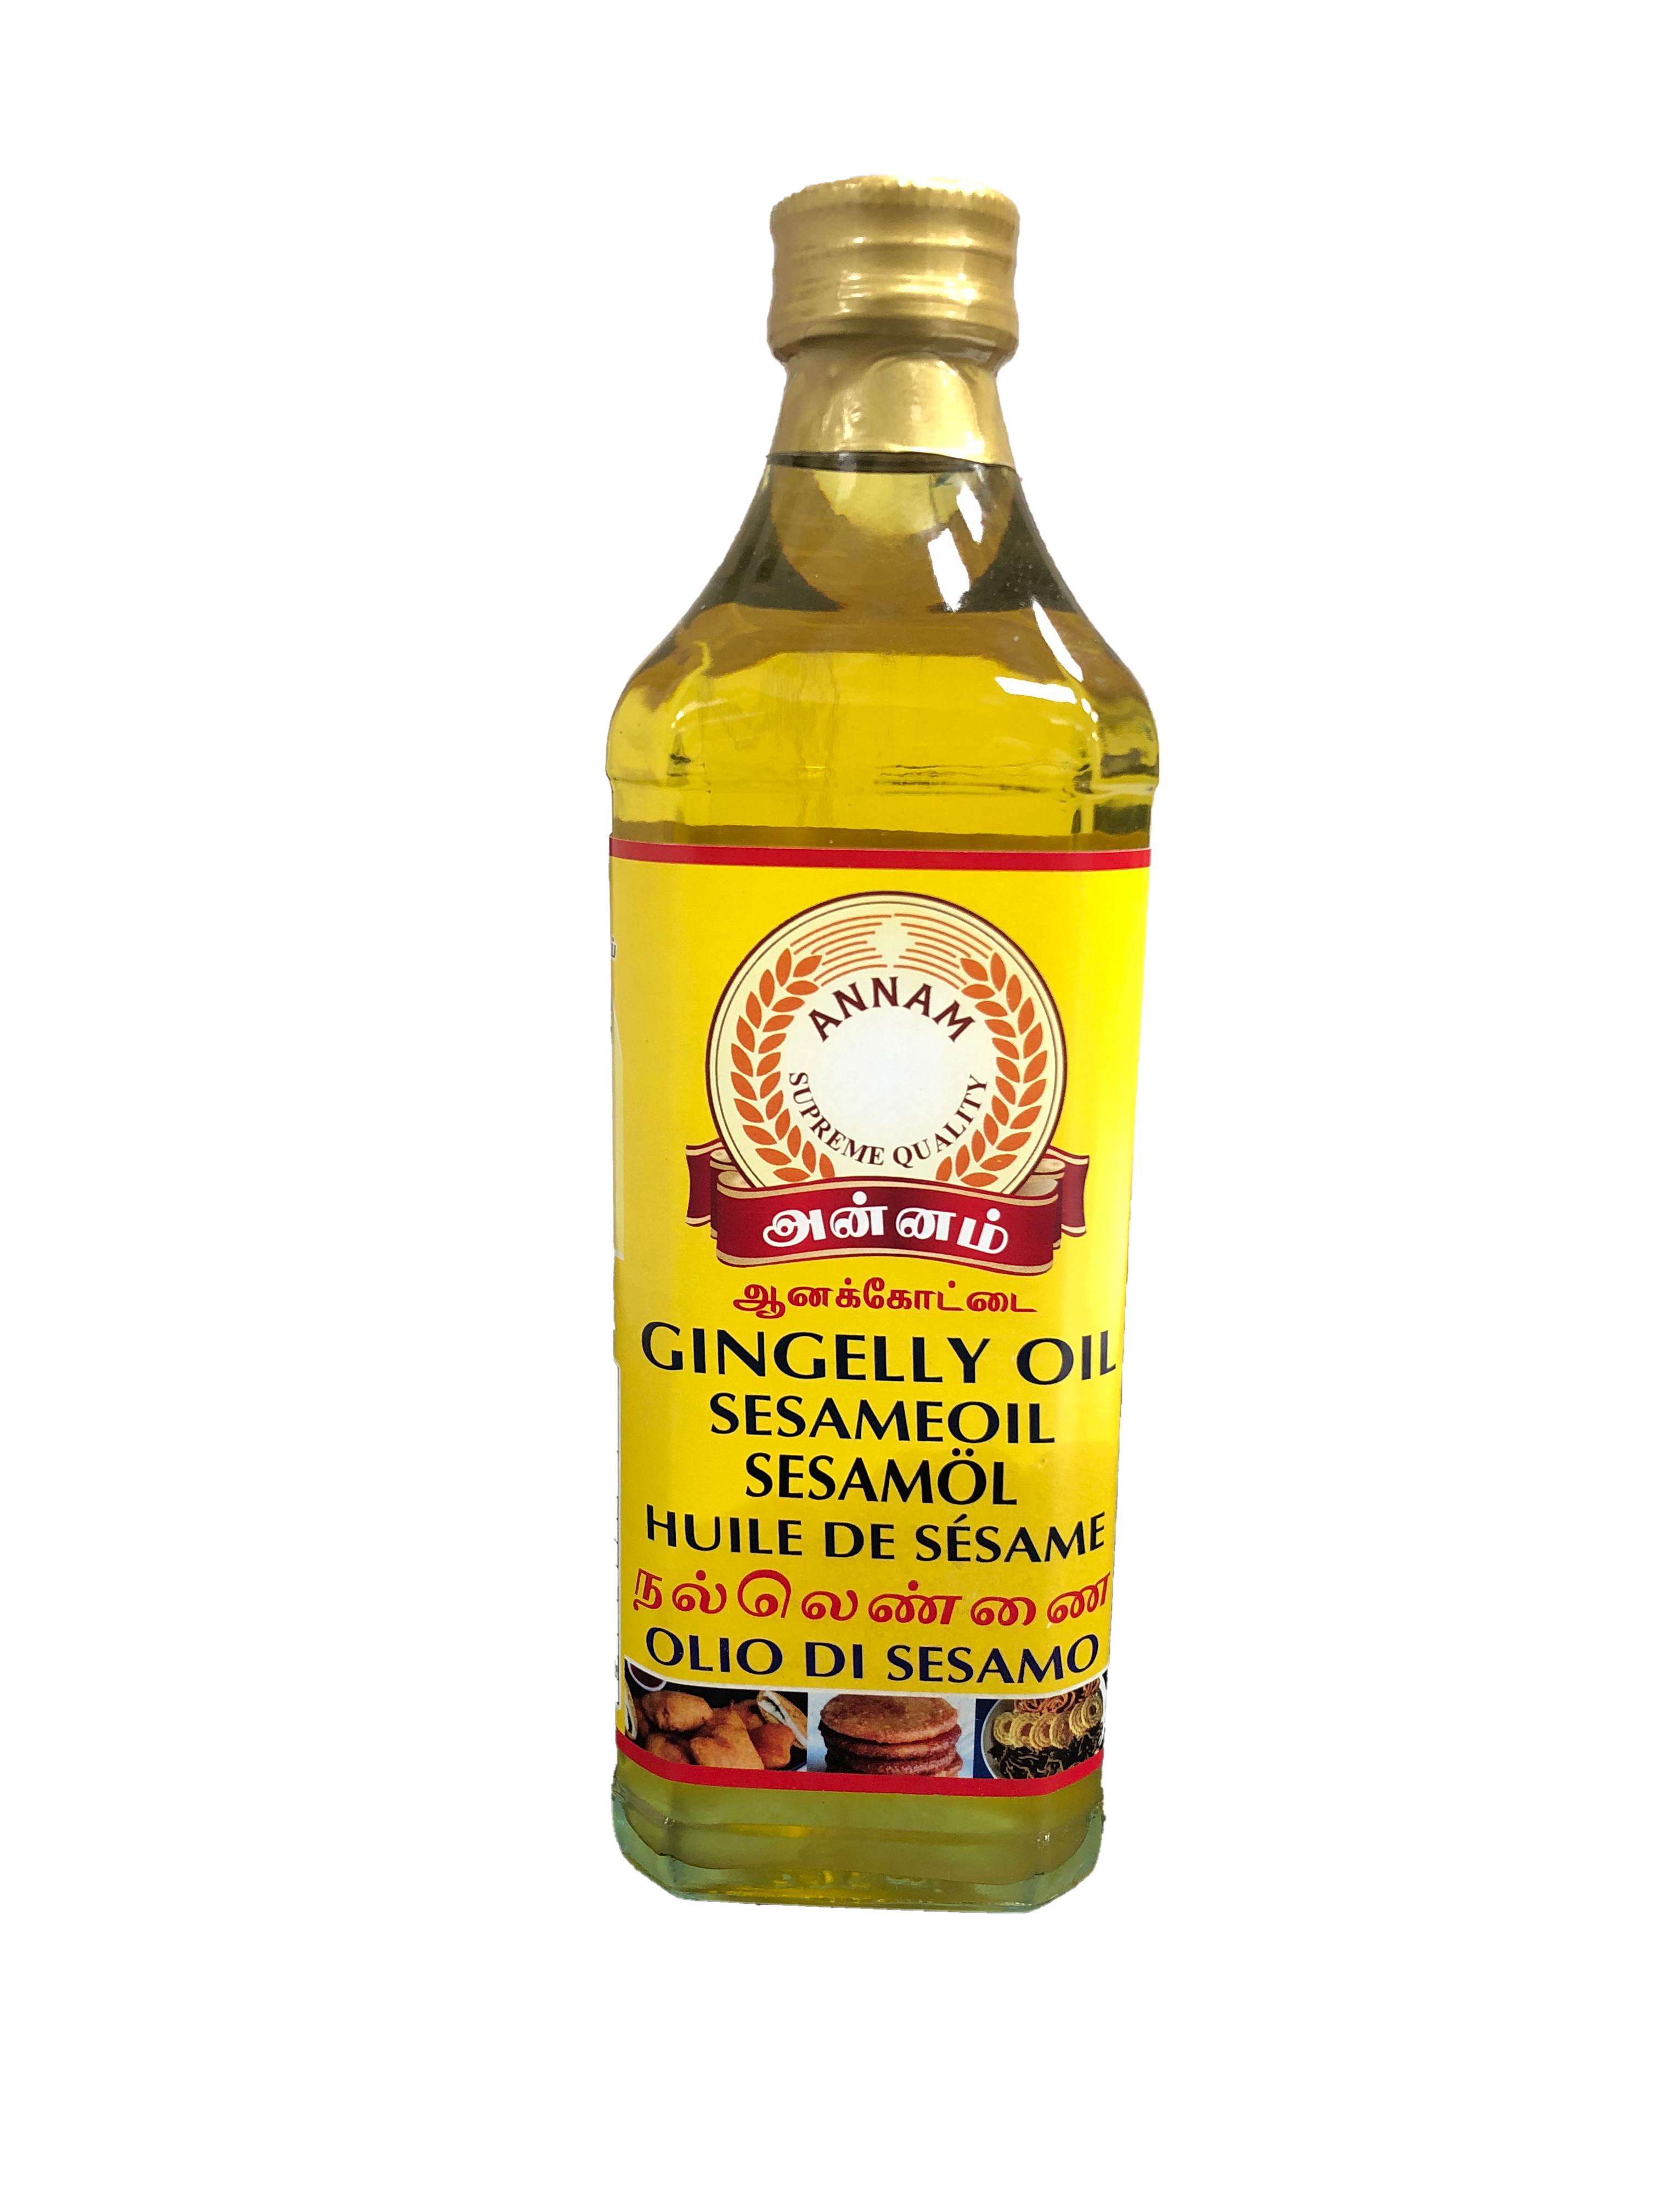 ANNAM
SUPREME QUALITY
அன்னம்
ஆனக்கோட்டை
GINGELLY OIL
SESAMEOIL
SESAMÖL
HUILE DE SÉSAME
நல்லெண்ணை
OLIO DI SESAMO